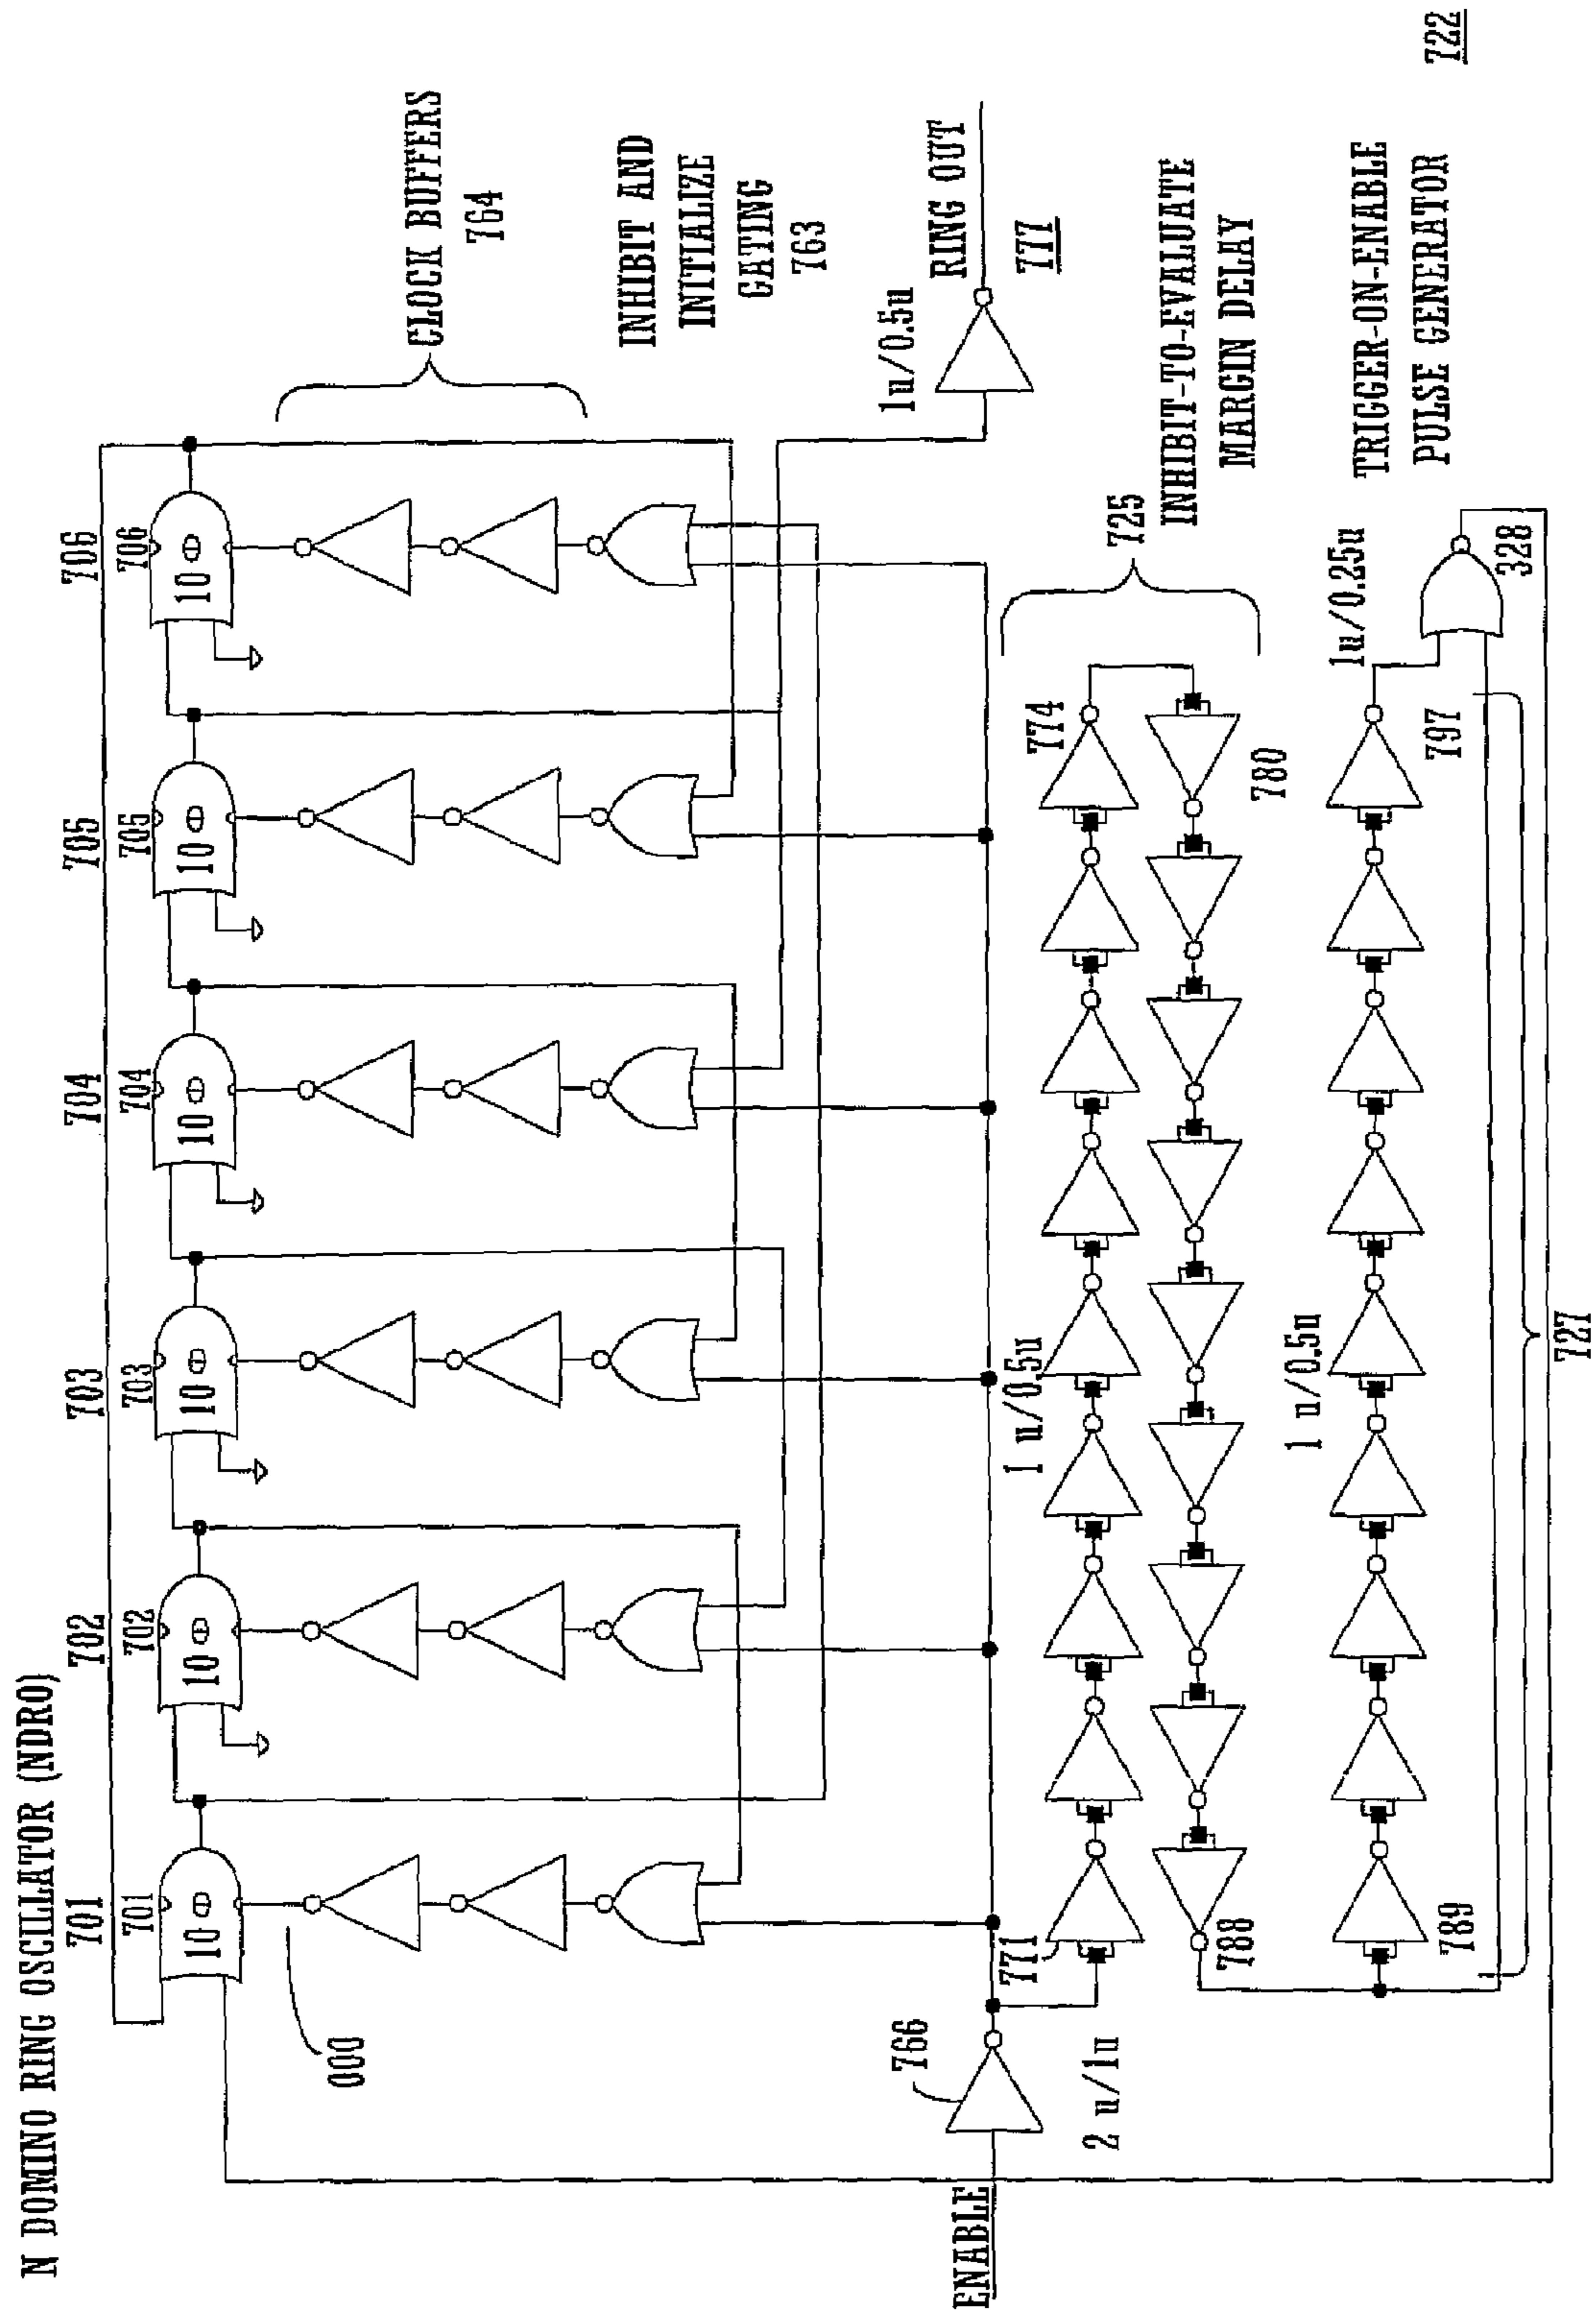 N DOMINO RING OSCILLATOR (NDRO)
701
702
703
704
705
706
701
702
703
704
705
706
10 Θ
10 Θ
10 Θ
10 Θ
10 Θ
10 Θ
000
CLOCK BUFFERS
764
INHIBIT AND
INITIALIZE
GATING
763
1u/0.5u
RING OUT
777
ENABLE
766
2 u/1u
771
1 u/0.5u
774
725
INHIBIT-TO-EVALUATE
MARGIN DELAY
780
788
789
1 u/0.5u
1u/0.25u
797
328
TRIGGER-ON-ENABLE
PULSE GENERATOR
727
722